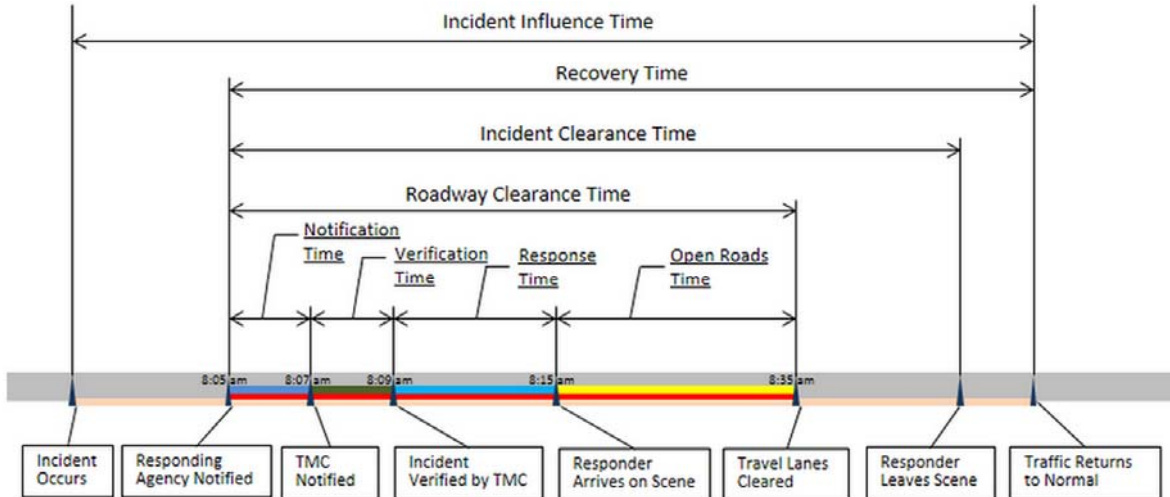 Incident Influence Time
Recovery Time
Incident Clearance Time
Roadway Clearance Time
Notification
Time
Verification
Time
Response
Time
Open Roads
Time
8:05 am
8:07 am
8:09 am
8:15 am
8:35 am
Incident
Occurs
Responding
Agency Notified
TMC
Notified
Incident
Verified by TMC
Responder
Arrives on Scene
Travel Lanes
Cleared
Responder
Leaves Scene
Traffic Returns
to Normal